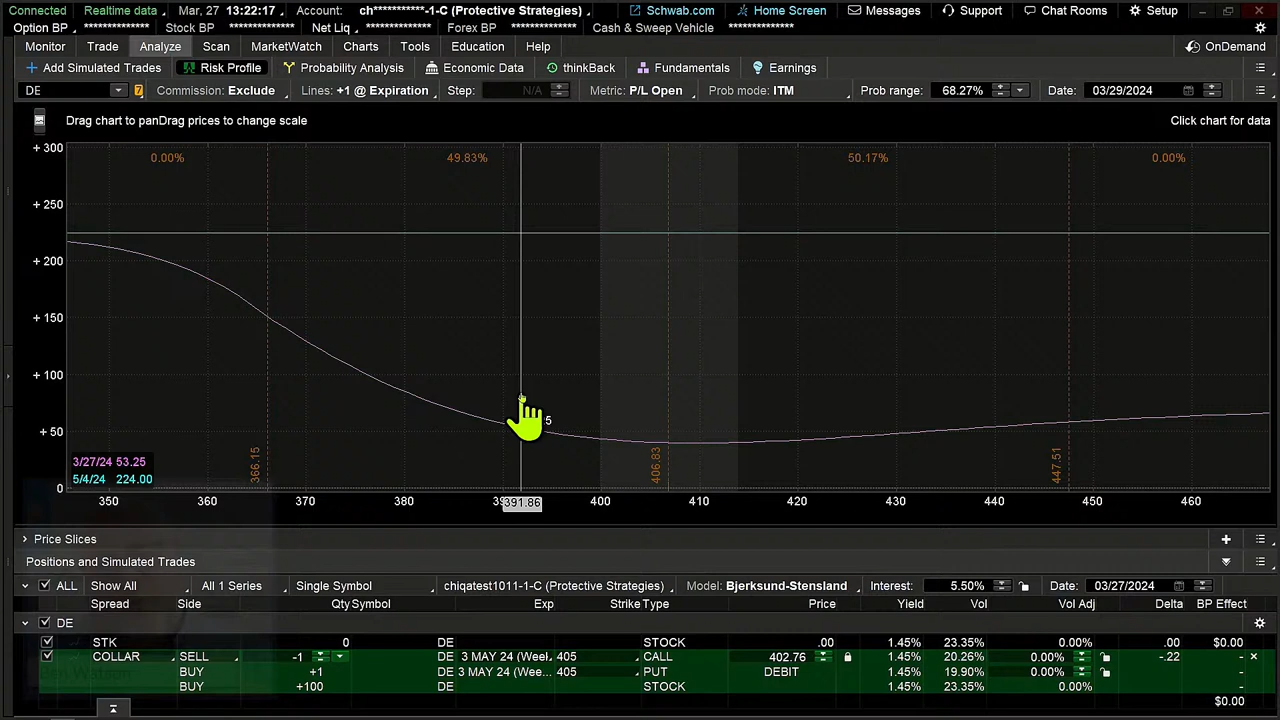 Connected Realtime data Mar, 27 13:22:17 Account: ch**********-1-C (Protective Strategies) Schwab.com Home Screen Messages Support Chat Rooms Setup
Option BP ************** Stock BP ************** Net Liq ************** Forex BP ************** Cash & Sweep Vehicle **************
Monitor Trade Analyze Scan MarketWatch Charts Tools Education Help OnDemand
Add Simulated Trades Risk Profile Probability Analysis Economic Data thinkBack Fundamentals Earnings
DE 7 Commission: Exclude Lines: +1 @ Expiration Step: N/A Metric: P/L Open Prob mode: ITM Prob range: 68.27% Date: 03/29/2024
Drag chart to panDrag prices to change scale Click chart for data
+ 300 0.00% 49.83% 50.17% 0.00%
+ 250
+ 200
+ 150
+ 100
+ 50 5
3/27/24 53.25
5/4/24 224.00
366.15 406.83 447.51
0
350 360 370 380 391.86 400 410 420 430 440 450 460
Price Slices
Positions and Simulated Trades
ALL Show All All 1 Series Single Symbol chiqatest1011-1-C (Protective Strategies) Model: Bjerksund-Stensland Interest: 5.50% Date: 03/27/2024
Spread Side Qty Symbol Exp Strike Type Price Yield Vol Vol Adj Delta BP Effect
DE
STK 0 DE STOCK .00 1.45% 23.35% 0.00% .00 $0.00
COLLAR SELL -1 DE 3 MAY 24 (Weel. 405 CALL 402.76 1.45% 20.26% 0.00% -.22 -
BUY +1 DE 3 MAY 24 (We... 405 PUT DEBIT 1.45% 19.90% 0.00% -
BUY +100 DE STOCK 1.45% 23.35% 0.00% -
$0.00